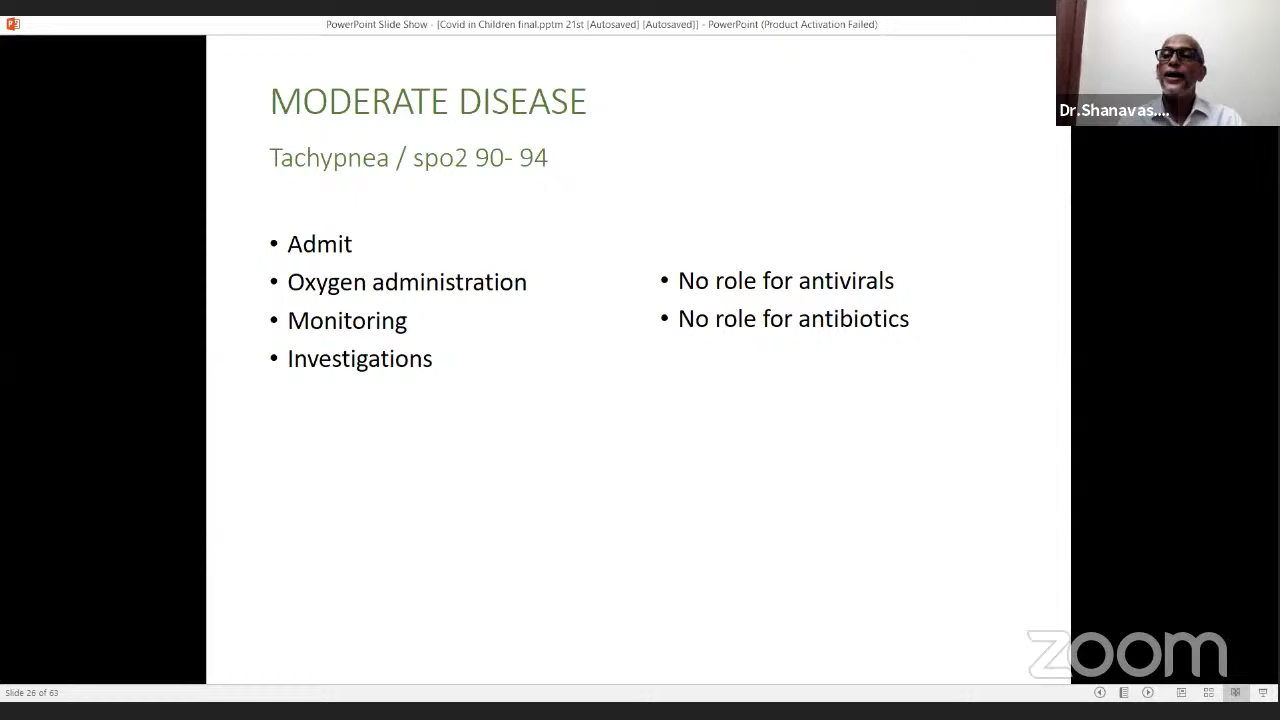 PowerPoint Slide Show - [Covid in Children final.pptm 21st [Autosaved] [Autosaved]] - PowerPoint (Product Activation Failed)
Dr.Shanavas....
MODERATE DISEASE
Tachypnea / spo2 90- 94
• Admit
• Oxygen administration
• Monitoring
• Investigations
• No role for antivirals
• No role for antibiotics
zoom
Slide 26 of 63